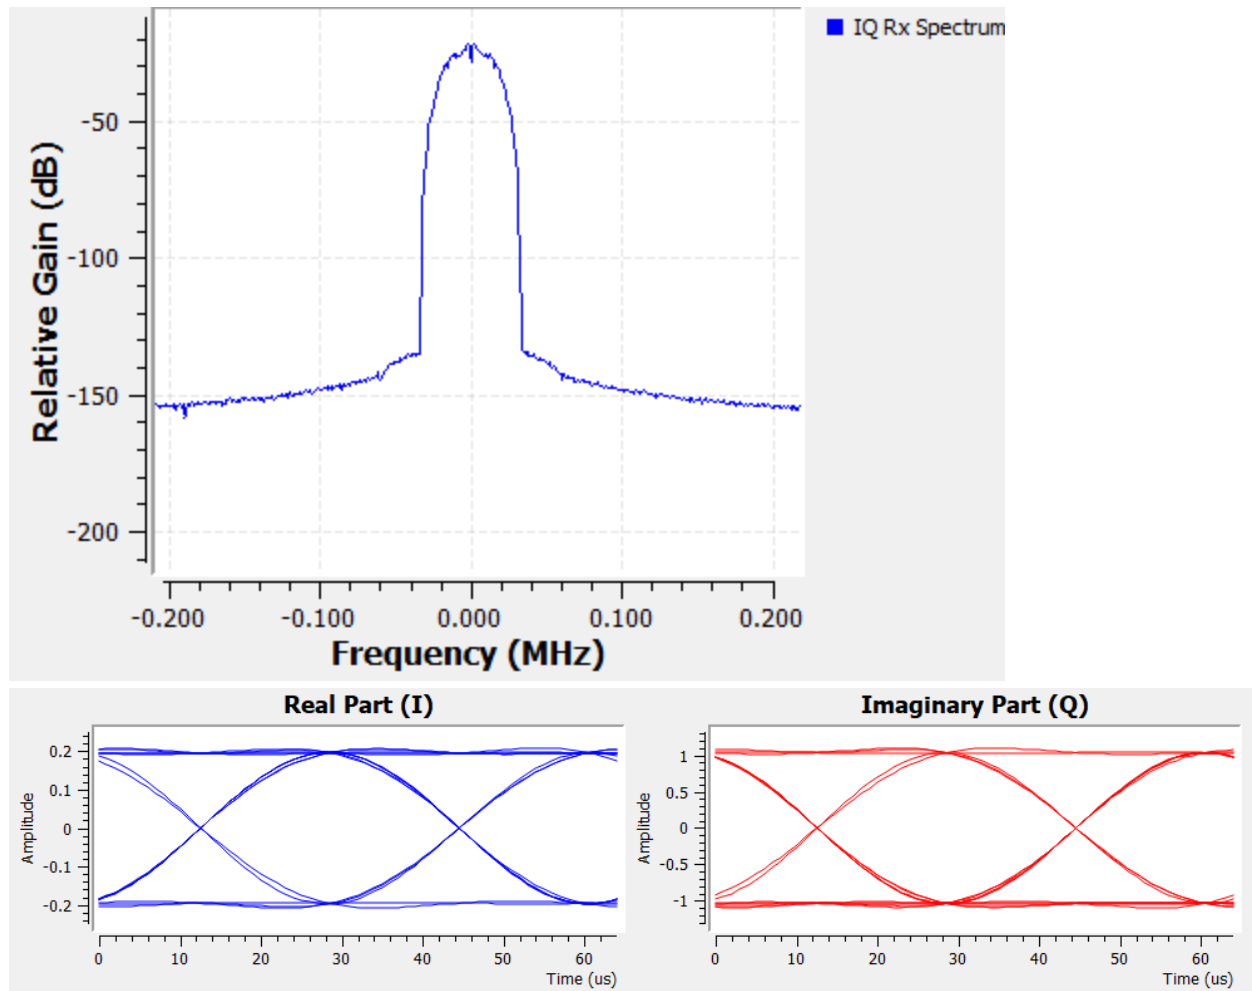 IQ Rx Spectrum
Relative Gain (dB)
-50
-100
-150
-200
-0.200 -0.100 0.000 0.100 0.200
Frequency (MHz)
Real Part (I)
Amplitude
0.2
0.1
0
-0.1
-0.2
0 10 20 30 40 50 60
Time (us)
Imaginary Part (Q)
Amplitude
1
0.5
0
-0.5
-1
0 10 20 30 40 50 60
Time (us)